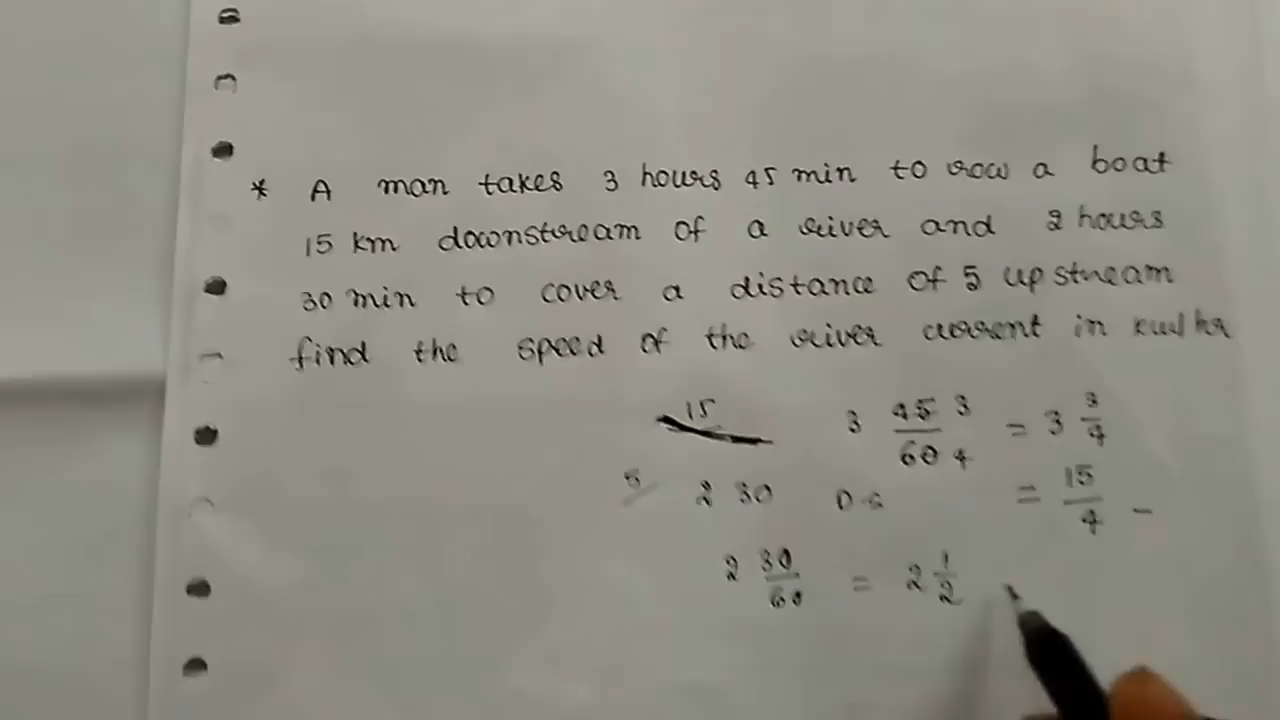 * A man takes 3 hours 45 min to row a boat
15 km downstream of a river and 2 hours
30 min to cover a distance of 5 upstream
find the speed of the river current in km/hr
15
3 45/60 3 4 = 3 3/4
2 30 = 15/4 -
2 30/60 = 2 1/2